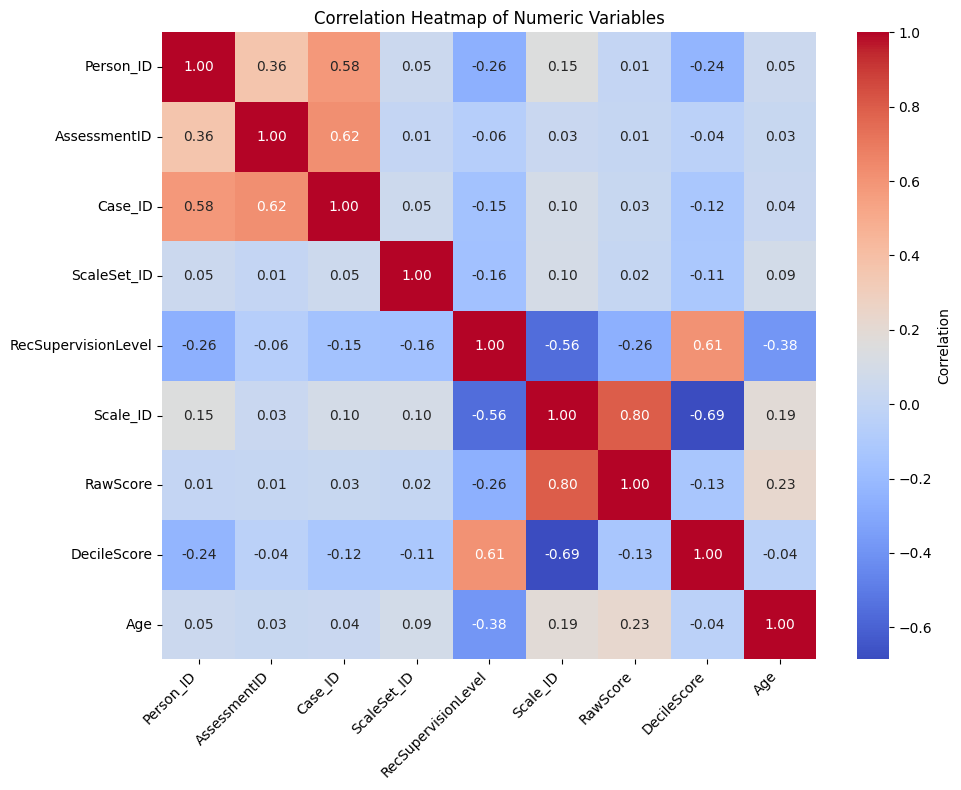 Correlation Heatmap of Numeric Variables
Person_ID 1.00 0.36 0.58 0.05 -0.26 0.15 0.01 -0.24 0.05
AssessmentID 0.36 1.00 0.62 0.01 -0.06 0.03 0.01 -0.04 0.03
Case_ID 0.58 0.62 1.00 0.05 -0.15 0.10 0.03 -0.12 0.04
ScaleSet_ID 0.05 0.01 0.05 1.00 -0.16 0.10 0.02 -0.11 0.09
RecSupervisionLevel -0.26 -0.06 -0.15 -0.16 1.00 -0.56 -0.26 0.61 -0.38
Scale_ID 0.15 0.03 0.10 0.10 -0.56 1.00 0.80 -0.69 0.19
RawScore 0.01 0.01 0.03 0.02 -0.26 0.80 1.00 -0.13 0.23
DecileScore -0.24 -0.04 -0.12 -0.11 0.61 -0.69 -0.13 1.00 -0.04
Age 0.05 0.03 0.04 0.09 -0.38 0.19 0.23 -0.04 1.00
Person_ID AssessmentID Case_ID ScaleSet_ID RecSupervisionLevel Scale_ID RawScore DecileScore Age
1.0
0.8
0.6
0.4
0.2
0.0
−0.2
−0.4
−0.6
Correlation